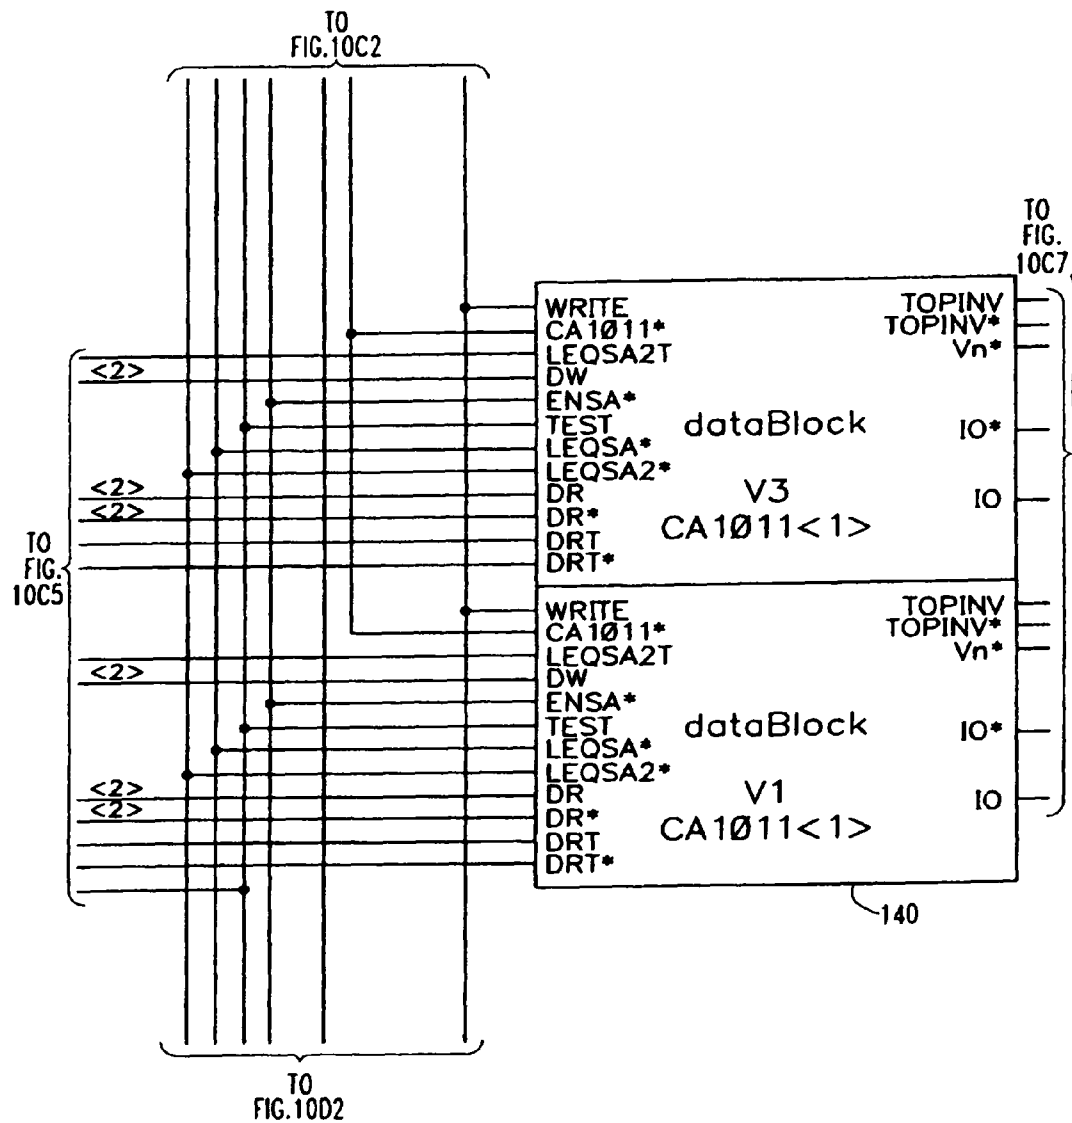 TO
FIG.10C2
TO
FIG.
10C7
WRITE
CA1Ø11*
LEQSA2T
<2>
DW
ENSA*
TEST
LEQSA*
LEQSA2*
<2>
DR
<2>
DR*
DRT
DRT*
TOPINV
TOPINV*
Vn*
IO*
IO
dataBlock
V3
CA1Ø11<1>
TO
FIG.
10C5
WRITE
CA1Ø11*
LEQSA2T
<2>
DW
ENSA*
TEST
LEQSA*
LEQSA2*
<2>
DR
<2>
DR*
DRT
DRT*
TOPINV
TOPINV*
Vn*
IO*
IO
dataBlock
V1
CA1Ø11<1>
140
TO
FIG.10D2